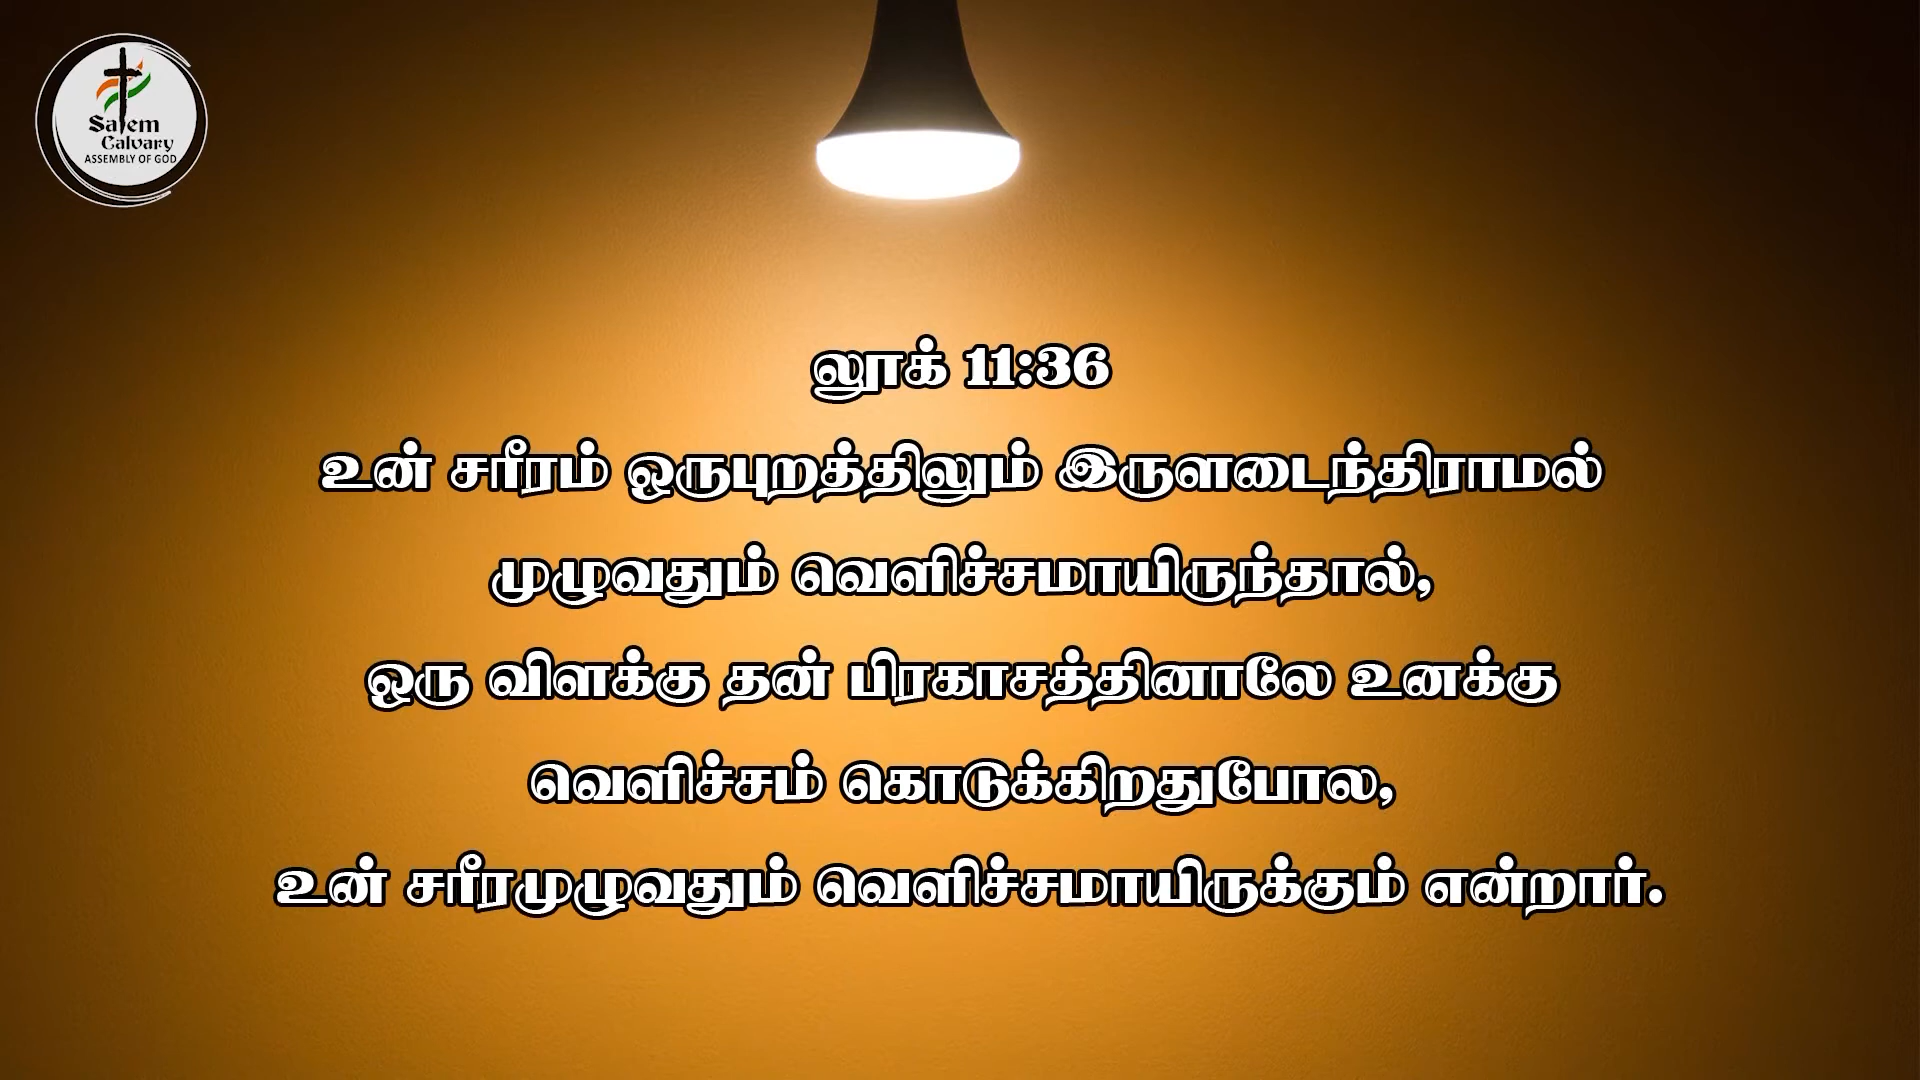 Salem
Calvary
ASSEMBLY OF GOD
லூக் 11:36
உன் சரீரம் ஒருபுறத்திலும் இருளடைந்திராமல்
முழுவதும் வெளிச்சமாயிருந்தால்,
ஒரு விளக்கு தன் பிரகாசத்தினாலே உனக்கு
வெளிச்சம் கொடுக்கிறதுபோல,
உன் சரீரமுழுவதும் வெளிச்சமாயிருக்கும் என்றார்.